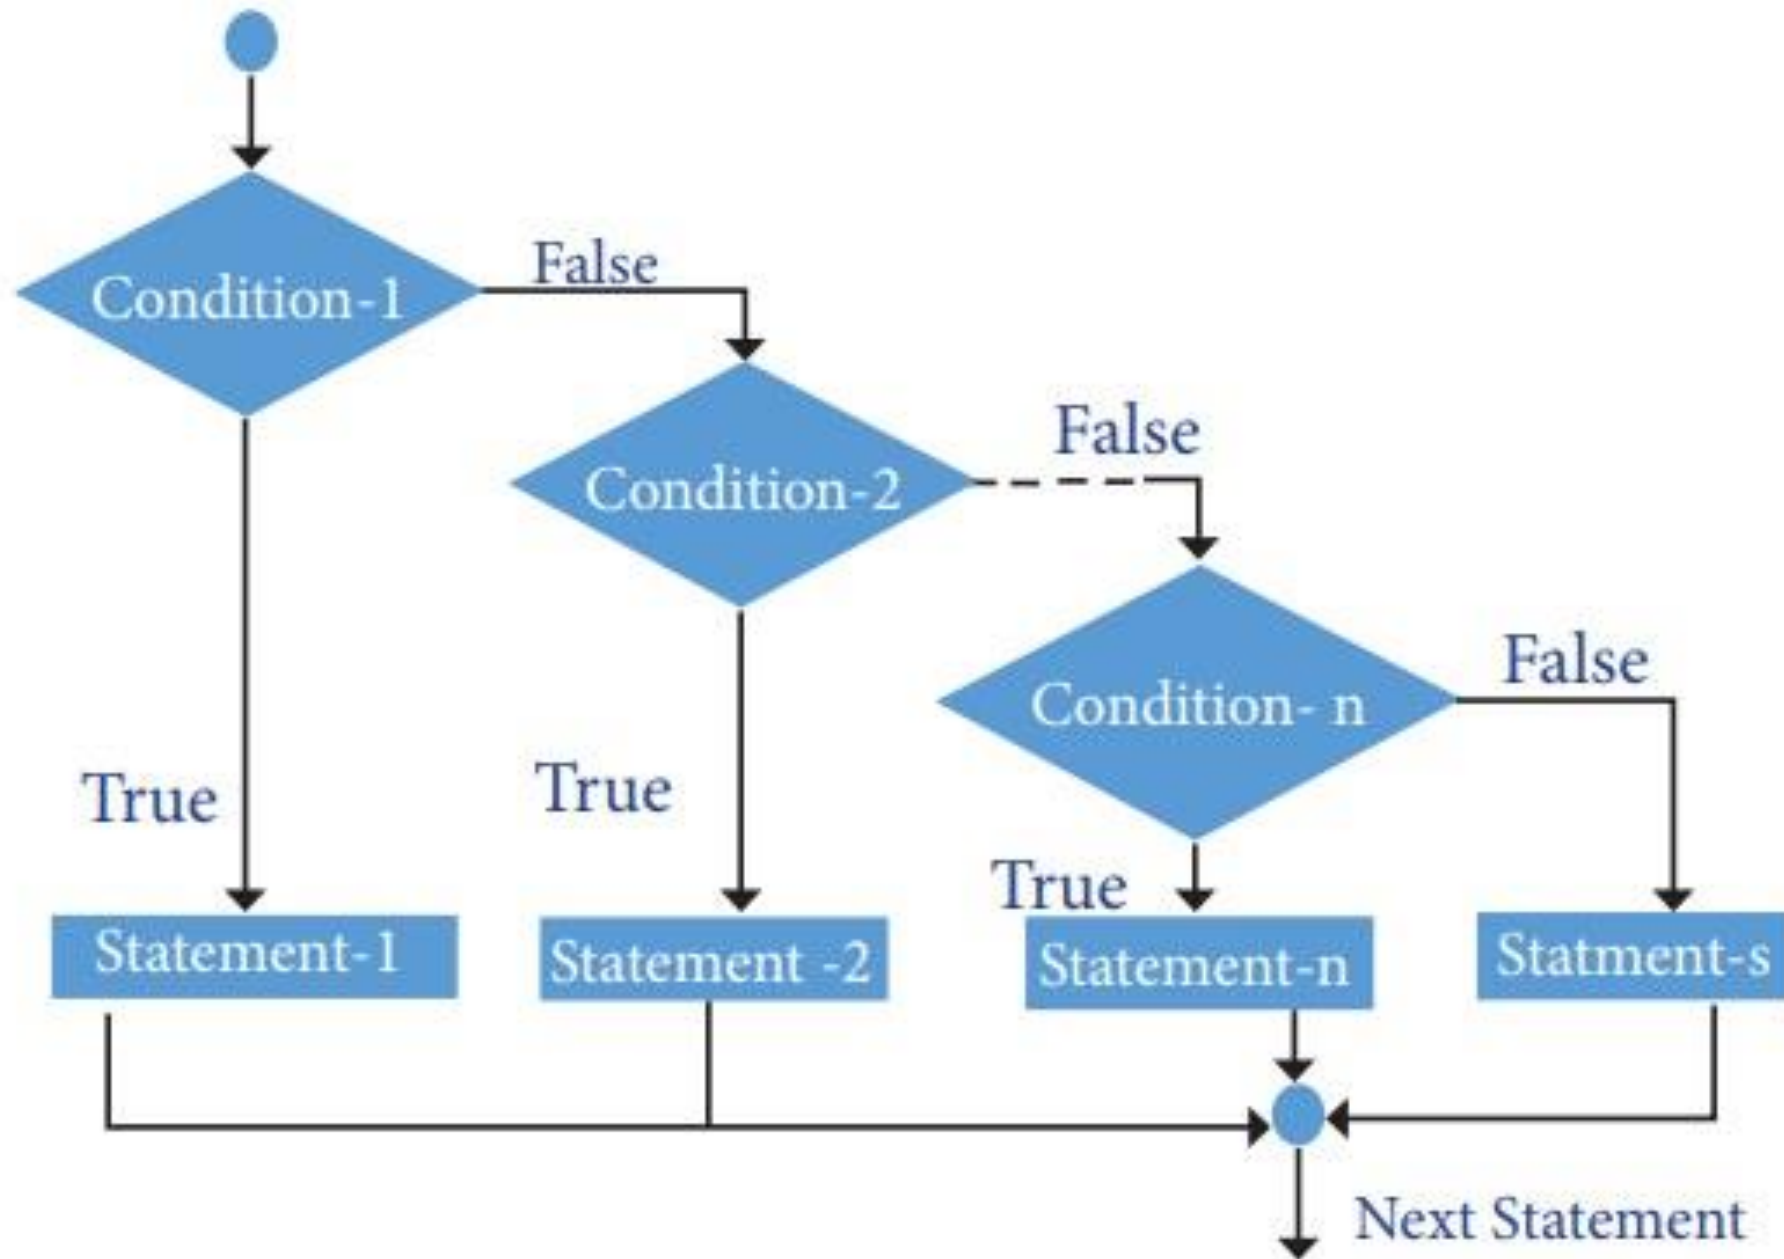 Condition-1
False
Condition-2
False
Condition- n
False
True
True
True
Statement-1
Statement -2
Statement-n
Statment-s
Next Statement